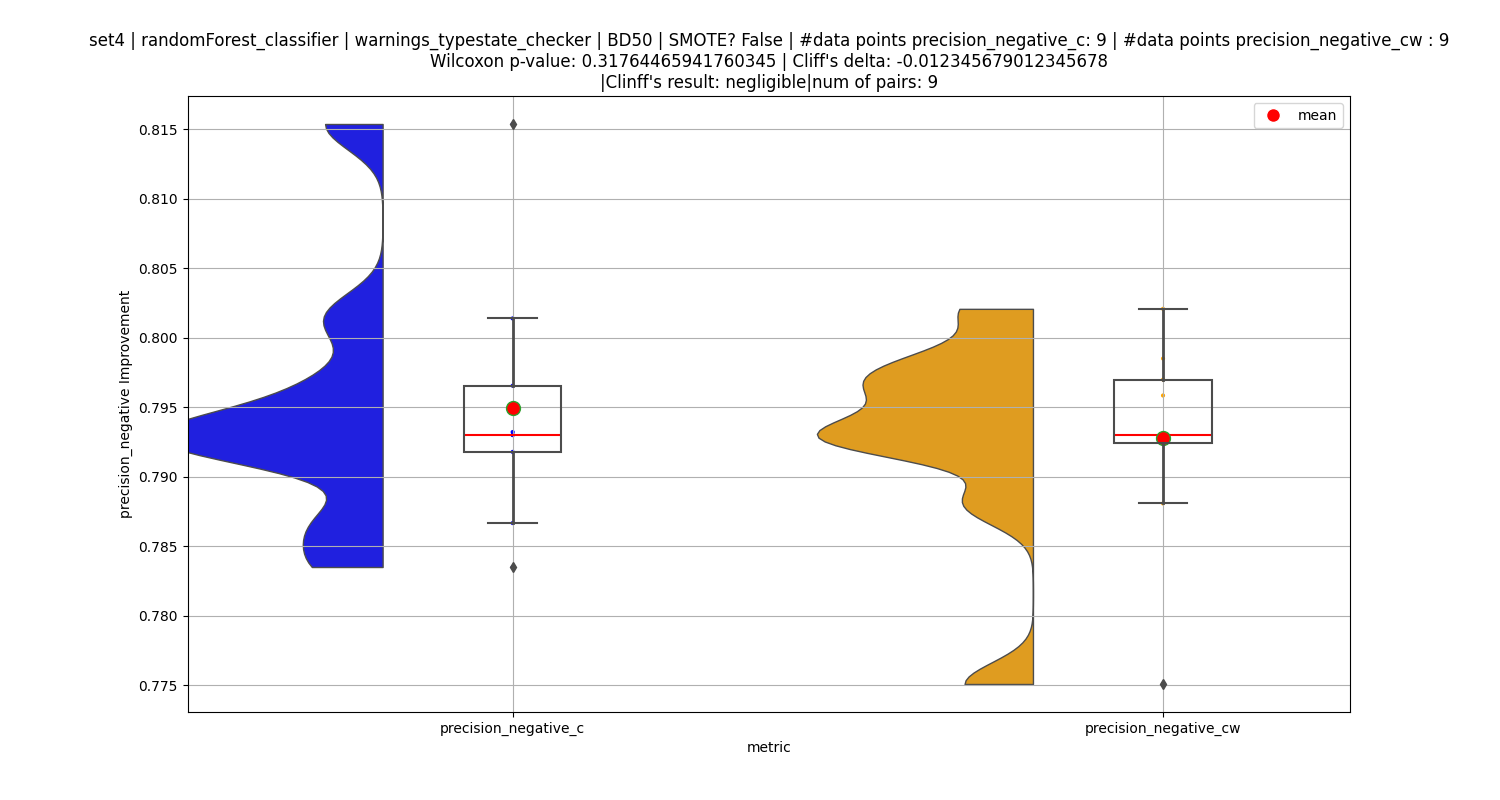 set4 | randomForest_classifier | warnings_typestate_checker | BD50 | SMOTE? False | #data points precision_negative_c: 9 | #data points precision_negative_cw : 9
Wilcoxon p-value: 0.31764465941760345 | Cliff's delta: -0.012345679012345678
|Clinff's result: negligible|num of pairs: 9
mean
0.815
0.810
0.805
0.800
0.795
0.790
0.785
0.780
0.775
precision_negative Improvement
precision_negative_c
precision_negative_cw
metric